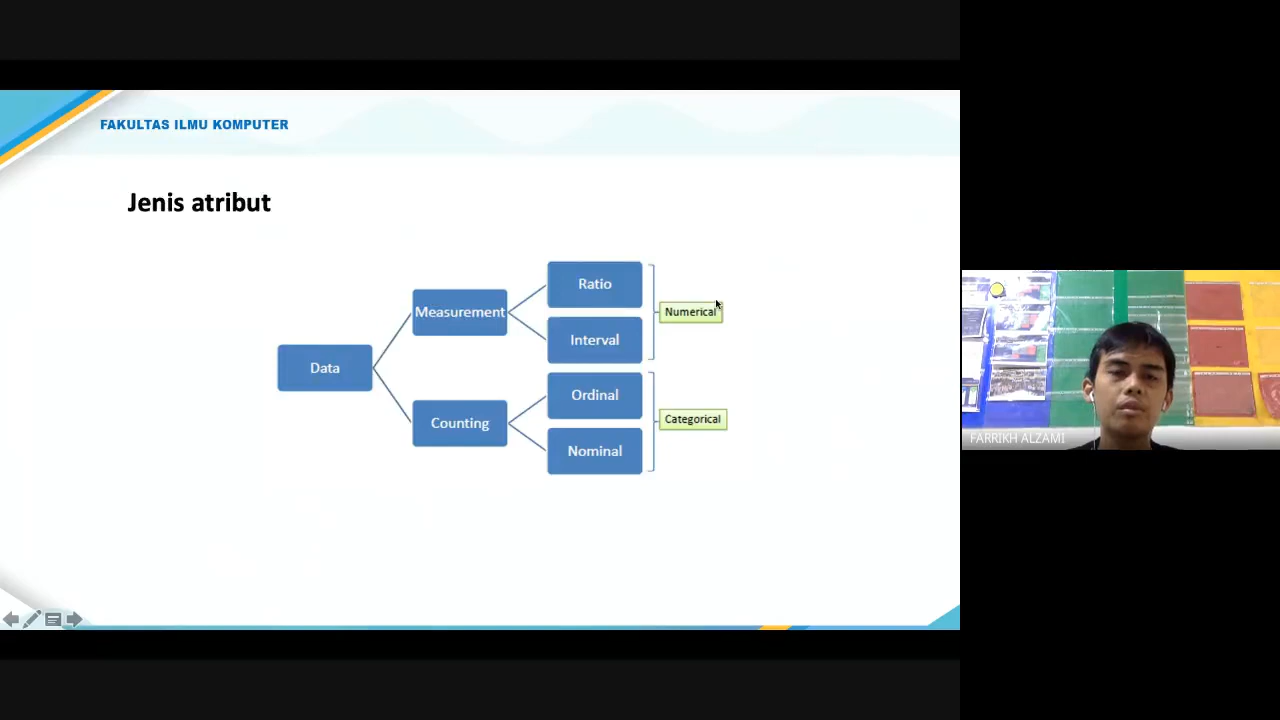 FAKULTAS ILMU KOMPUTER
Jenis atribut
Data
Measurement
Counting
Ratio
Interval
Ordinal
Nominal
Numerical
Categorical
FARRIKH ALZAMI